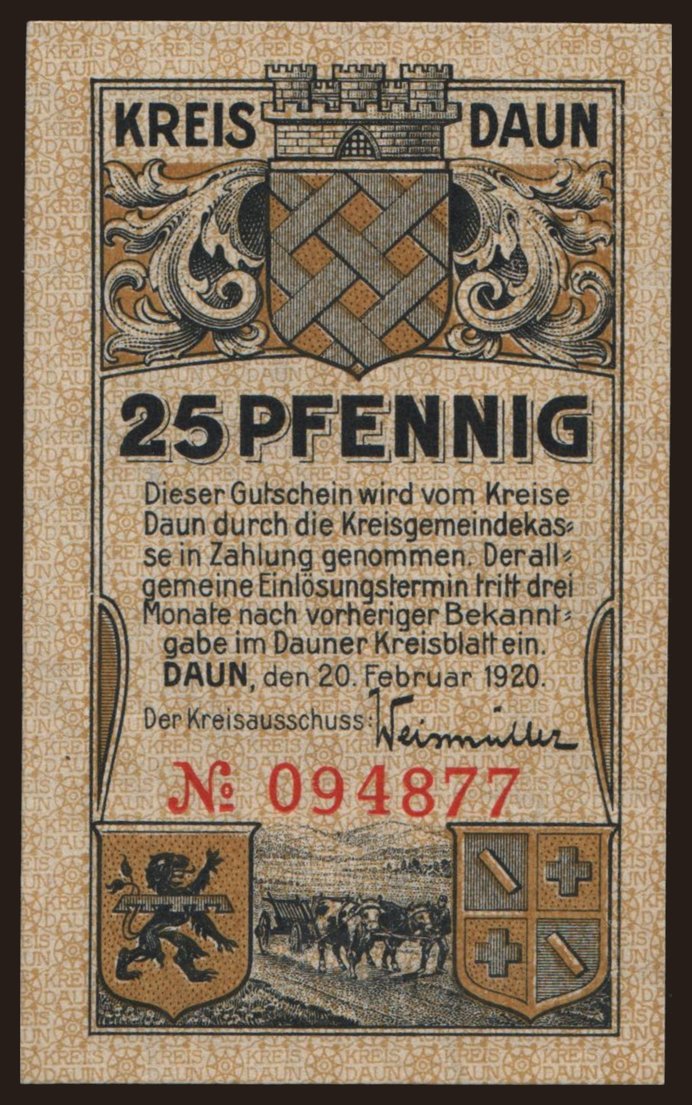 KREIS DAUN
25 PFENNIG
Dieser Gutschein wird vom Kreise
Daun durch die Kreisgemeindekas⸗
se in Zahlung genommen. Der all⸗
gemeine Einlösungstermin tritt drei
Monate nach vorheriger Bekannt⸗
gabe im Dauner Kreisblatt ein.
DAUN, den 20. Februar 1920.
Der Kreisausschuss: Weismüller
№ 094877